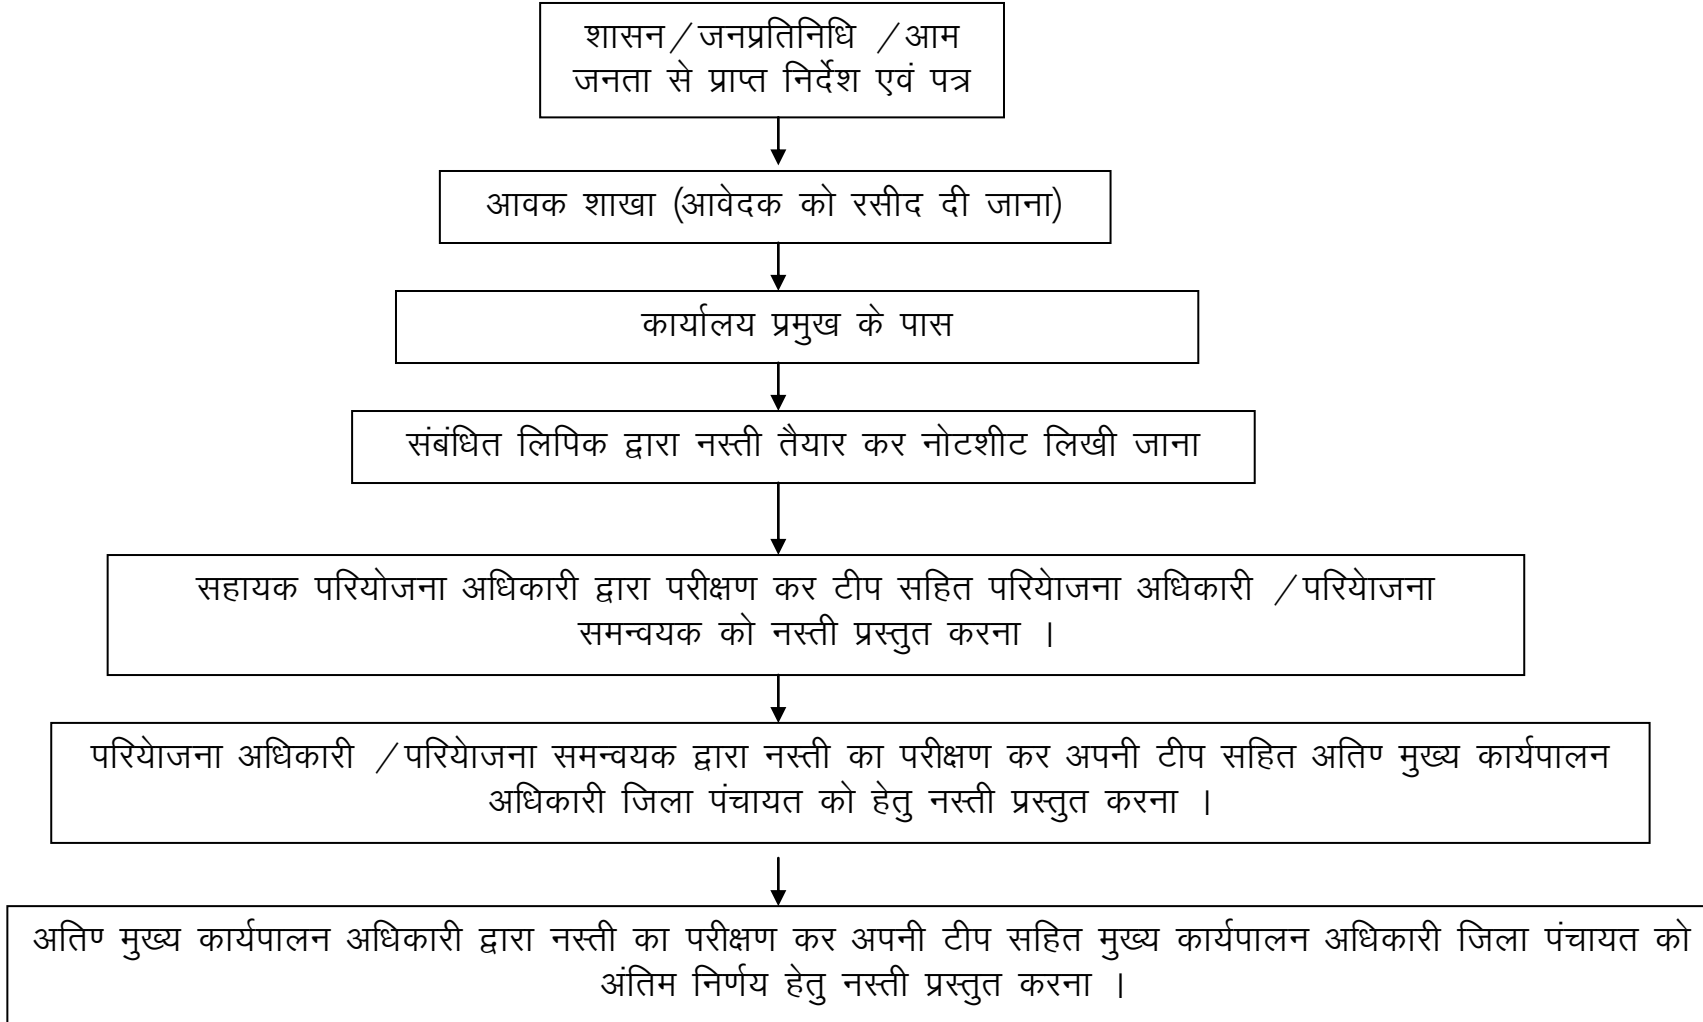 शासन/जनप्रतिनिधि /आम
जनता से प्राप्त निर्देश एवं पत्र
आवक शाखा (आवेदक को रसीद दी जाना)
कार्यालय प्रमुख के पास
संबंधित लिपिक द्वारा नस्ती तैयार कर नोटशीट लिखी जाना
सहायक परियोजना अधिकारी द्वारा परीक्षण कर टीप सहित परियेाजना अधिकारी /परियेाजना
समन्वयक को नस्ती प्रस्तुत करना ।
परियेाजना अधिकारी /परियेाजना समन्वयक द्वारा नस्ती का परीक्षण कर अपनी टीप सहित अतिण् मुख्य कार्यपालन
अधिकारी जिला पंचायत को हेतु नस्ती प्रस्तुत करना ।
अतिण् मुख्य कार्यपालन अधिकारी द्वारा नस्ती का परीक्षण कर अपनी टीप सहित मुख्य कार्यपालन अधिकारी जिला पंचायत को
अंतिम निर्णय हेतु नस्ती प्रस्तुत करना ।